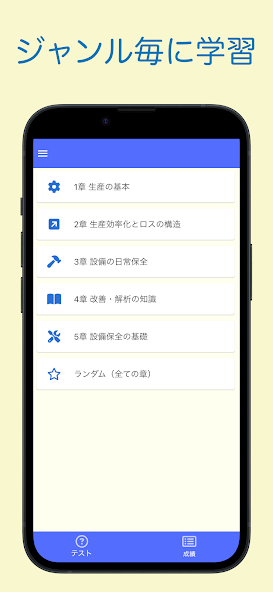 ジャンル毎に学習
1章 生産の基本
2章 生産効率化とロスの構造
3章 設備の日常保全
4章 改善・解析の知識
5章 設備保全の基礎
ランダム（全ての章）
テスト
成績